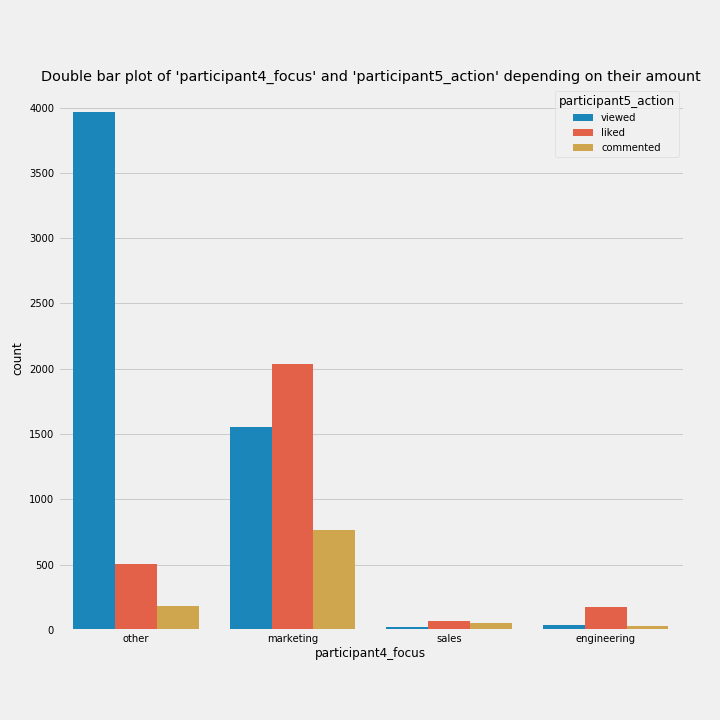 Double bar plot of 'participant4_focus' and 'participant5_action' depending on their amount
participant5_action
viewed
liked
commented
4000
3500
3000
2500
2000
1500
1000
500
0
count
other marketing sales engineering
participant4_focus